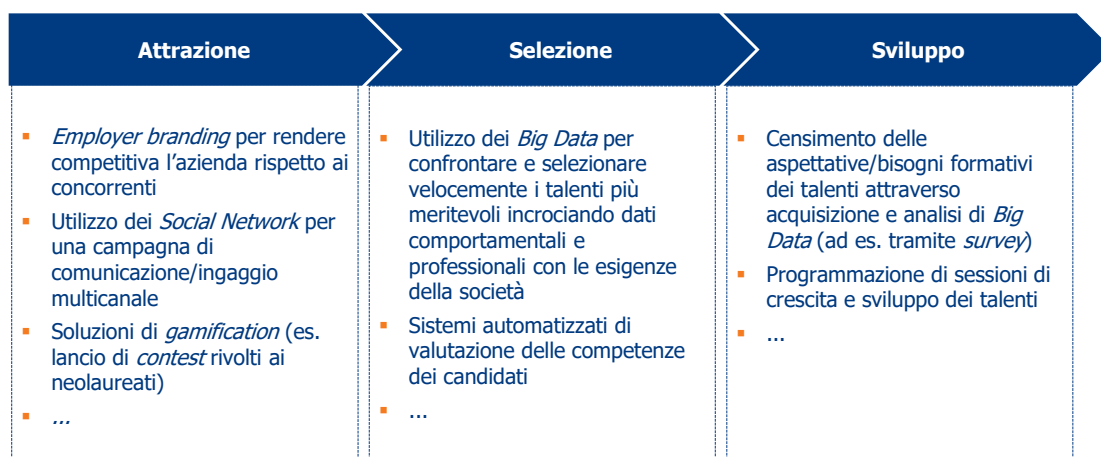 Attrazione
Selezione
Sviluppo
▪ Employer branding per rendere
competitiva l'azienda rispetto ai
concorrenti
▪ Utilizzo dei Social Network per
una campagna di
comunicazione/ingaggio
multicanale
▪ Soluzioni di gamification (es.
lancio di contest rivolti ai
neolaureati)
▪ ...
▪ Utilizzo dei Big Data per
confrontare e selezionare
velocemente i talenti più
meritevoli incrociando dati
comportamentali e
professionali con le esigenze
della società
▪ Sistemi automatizzati di
valutazione delle competenze
dei candidati
▪ ...
▪ Censimento delle
aspettative/bisogni formativi
dei talenti attraverso
acquisizione e analisi di Big
Data (ad es. tramite survey)
▪ Programmazione di sessioni di
crescita e sviluppo dei talenti
▪ ...